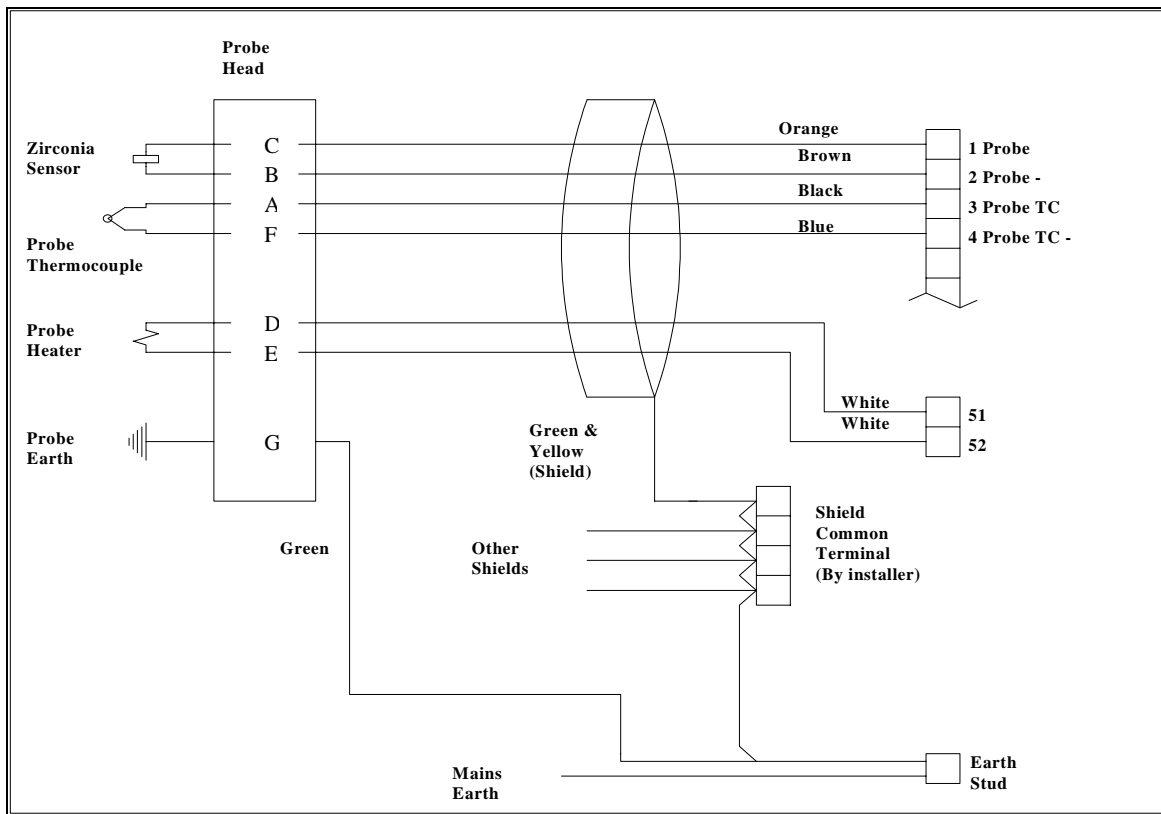 Probe
Head
Zirconia
Sensor
C
Orange
1 Probe
B
Brown
2 Probe -
A
Black
3 Probe TC
F
Blue
4 Probe TC -
Probe
Thermocouple
Probe
Heater
D
E
White
51
White
52
Probe
Earth
G
Green &
Yellow
(Shield)
Green
Other
Shields
Shield
Common
Terminal
(By installer)
Mains
Earth
Earth
Stud